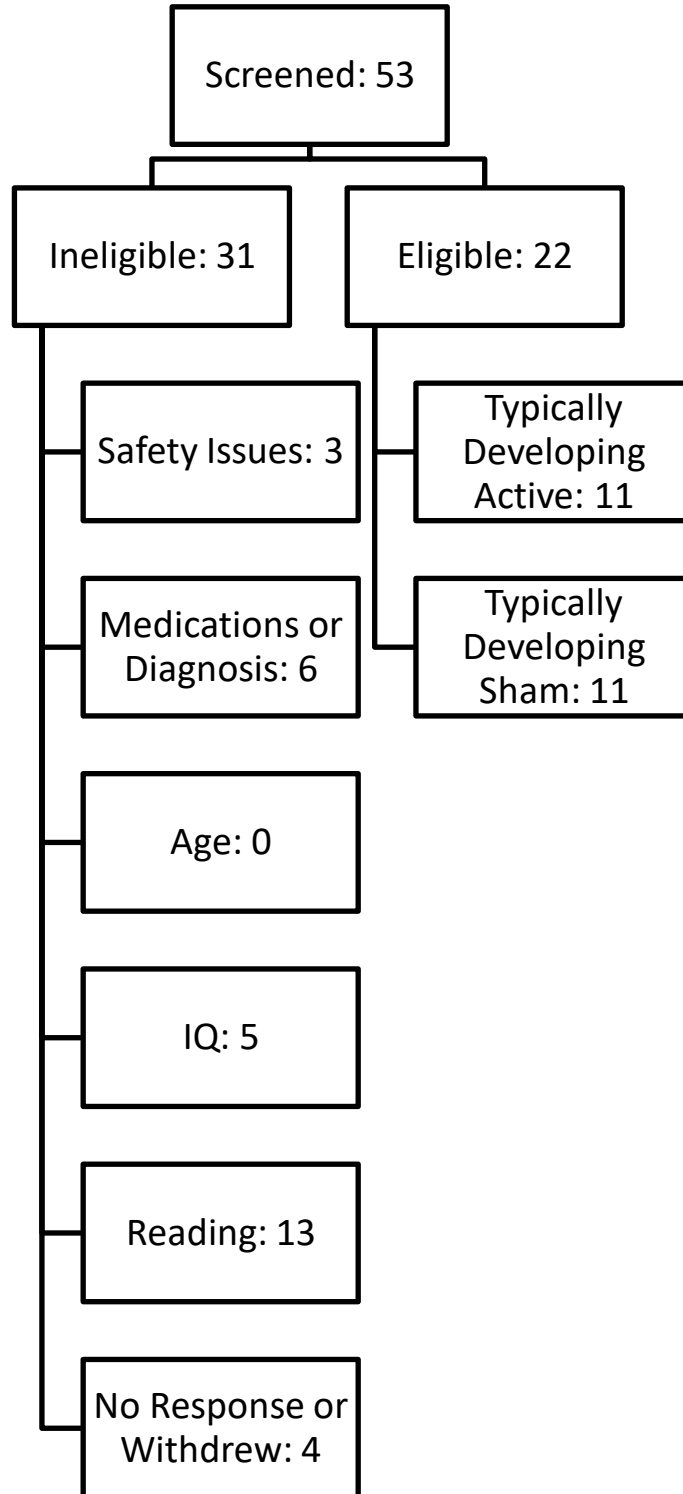 Screened: 53
Ineligible: 31
Eligible: 22
Safety Issues: 3
Medications or
Diagnosis: 6
Age: 0
IQ: 5
Reading: 13
No Response or
Withdrew: 4
Typically
Developing
Active: 11
Typically
Developing
Sham: 11